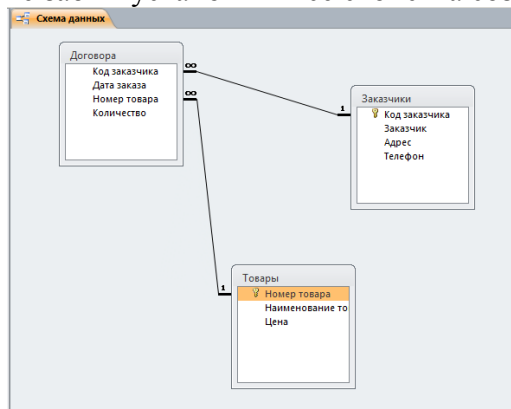 Схема данных
Договора
Код заказчика
Дата заказа
Номер товара
Количество
∞
∞
1
Заказчики
Код заказчика
Заказчик
Адрес
Телефон
1
Товары
Номер товара
Наименование то
Цена